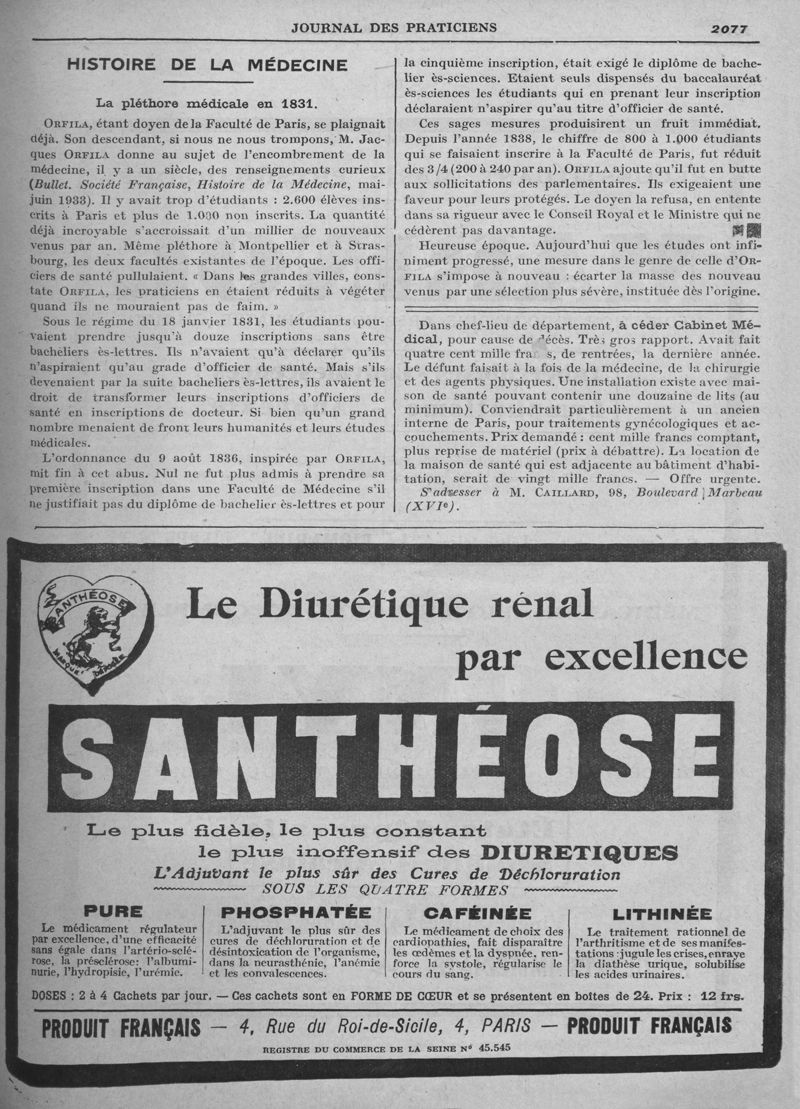 JOURNAL DES PRATICIENS 2077
HISTOIRE DE LA MÉDECINE
La pléthore médicale en 1831.
ORFILA, étant doyen de la Faculté de Paris, se plaignait
déjà. Son descendant, si nous ne nous trompons, M. Jac-
ques ORFILA donne au sujet de l'encombrement de la
médecine, il y a un siècle, des renseignements curieux
(Bullet. Société Française, Histoire de la Médecine, mai-
juin 1933). Il y avait trop d'étudiants : 2.600 élèves ins-
crits à Paris et plus de 1.000 non inscrits. La quantité
déjà incroyable s'accroissait d'un millier de nouveaux
venus par an. Même pléthore à Montpellier et à Stras-
bourg, les deux facultés existantes de l'époque. Les offi-
ciers de santé pullulaient. « Dans les grandes villes, cons-
tate ORFILA, les praticiens en étaient réduits à végéter
quand ils ne mouraient pas de faim. »
Sous le régime du 18 janvier 1831, les étudiants pou-
vaient prendre jusqu'à douze inscriptions sans être
bacheliers ès-lettres. Ils n'avaient qu'à déclarer qu'ils
n'aspiraient qu'au grade d'officier de santé. Mais s'ils
devenaient par la suite bacheliers ès-lettres, ils avaient le
droit de transformer leurs inscriptions d'officiers de
santé en inscriptions de docteur. Si bien qu'un grand
nombre menaient de front leurs humanités et leurs études
médicales.
L'ordonnance du 9 août 1836, inspirée par ORFILA,
mit fin à cet abus. Nul ne fut plus admis à prendre sa
première inscription dans une Faculté de Médecine s'il
ne justifiait pas du diplôme de bachelier ès-lettres et pour
la cinquième inscription, était exigé le diplôme de bache-
lier ès-sciences. Etaient seuls dispensés du baccalauréat
ès-sciences les étudiants qui en prenant leur inscription
déclaraient n'aspirer qu'au titre d'officier de santé.
Ces sages mesures produisirent un fruit immédiat.
Depuis l'année 1838, le chiffre de 800 à 1.000 étudiants
qui se faisaient inscrire à la Faculté de Paris, fut réduit
des 3/4 (200 à 240 par an). ORFILA ajoute qu'il fut en butte
aux sollicitations des parlementaires. Ils exigeaient une
faveur pour leurs protégés. Le doyen la refusa, en entente
dans sa rigueur avec le Conseil Royal et le Ministre qui ne
cédèrent pas davantage.
Heureuse époque. Aujourd'hui que les études ont infi-
niment progressé, une mesure dans le genre de celle d'OR-
FILA s'impose à nouveau : écarter la masse des nouveau
venus par une sélection plus sévère, instituée dès l'origine.
Dans chef-lieu de département, à céder Cabinet Mé-
dical, pour cause de décès. Très gros rapport. Avait fait
quatre cent mille fra s, de rentrées, la dernière année.
Le défunt faisait à la fois de la médecine, de la chirurgie
et des agents physiques. Une installation existe avec mai-
son de santé pouvant contenir une douzaine de lits (au
minimum). Conviendrait particulièrement à un ancien
interne de Paris, pour traitements gynécologiques et ac-
couchements. Prix demandé : cent mille francs comptant,
plus reprise de matériel (prix à débattre). La location de
la maison de santé qui est adjacente au bâtiment d'habi-
tation, serait de vingt mille francs. — Offre urgente.
S'adresser à M. CAILLARD, 98, Boulevard Marbeau
(XVIe).
SANTHÉOSE
MARQUE DÉPOSÉE
Le Diurétique rénal
par excellence
SANTHÉOSE
Le plus fidèle, le plus constant
le plus inoffensif des DIURETIQUES
L'Adjuvant le plus sûr des Cures de Déchloruration
SOUS LES QUATRE FORMES
PURE
Le médicament régulateur
par excellence, d'une efficacité
sans égale dans l'artério-sclé-
rose, la présclérose: l'albumi-
nurie, l'hydropisie, l'urémie.
PHOSPHATÉE
L'adjuvant le plus sûr des
cures de déchloruration et de
désintoxication de l'organisme,
dans la neurasthénie, l'anémie
et les convalescences.
CAFÉINÉE
Le médicament de choix des
cardiopathies, fait disparaître
les œdèmes et la dyspnée, ren-
force la systole, régularise le
cours du sang.
LITHINÉE
Le traitement rationnel de
l'arthritisme et de ses manifes-
tations: jugule les crises, enraye
la diathèse urique, solubilise
les acides urinaires.
DOSES : 2 à 4 Cachets par jour. — Ces cachets sont en FORME DE CŒUR et se présentent en boîtes de 24. Prix : 12 frs.
PRODUIT FRANÇAIS — 4, Rue du Roi-de-Sicile, 4, PARIS — PRODUIT FRANÇAIS
REGISTRE DU COMMERCE DE LA SEINE N° 45.545